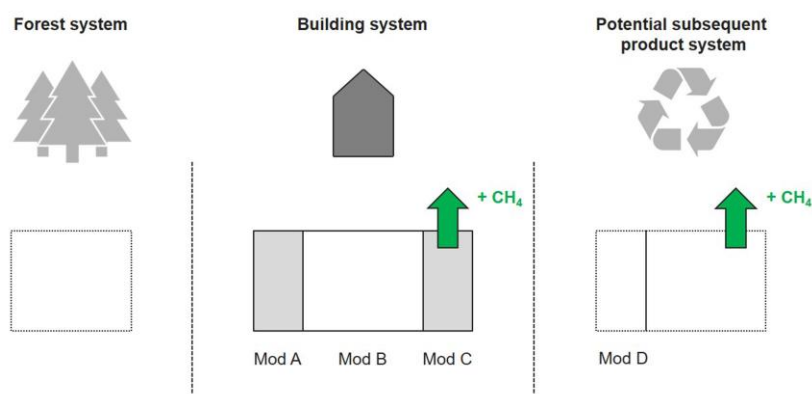 Forest system
Building system
Potential subsequent
product system
+ CH₄
+ CH₄
Mod A
Mod B
Mod C
Mod D